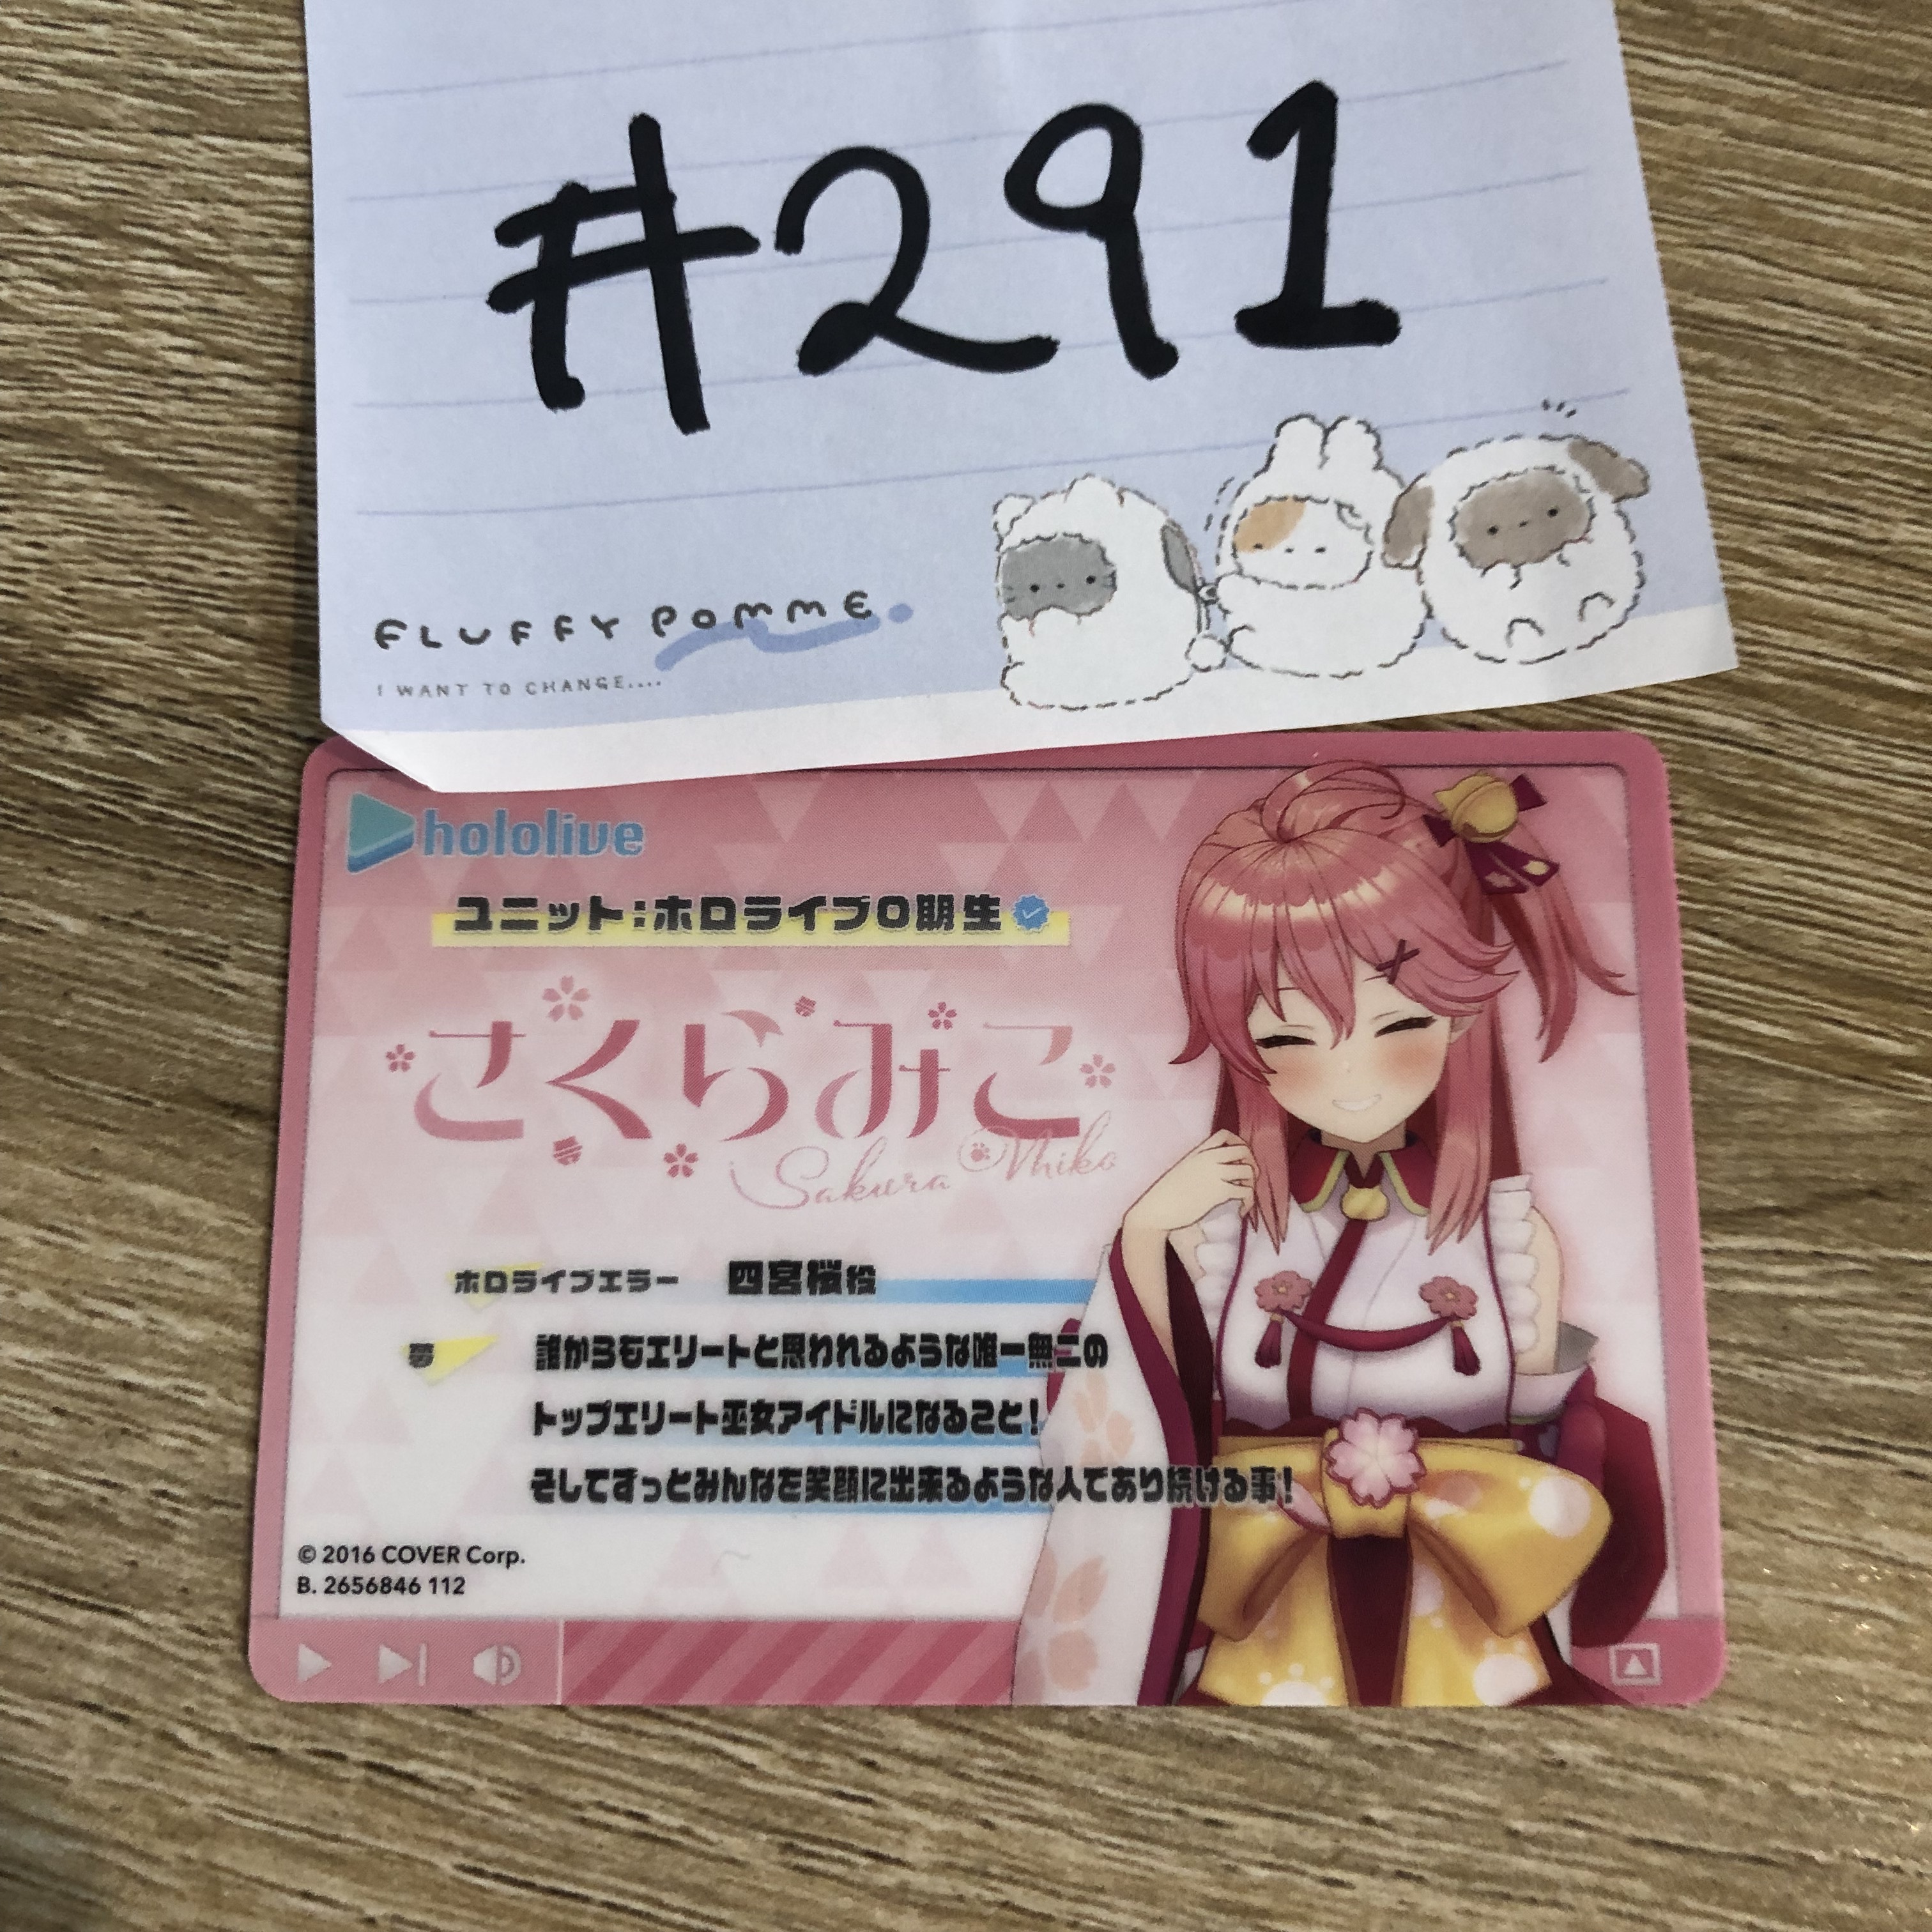 #291
FLUFFY POMME.
I WANT TO CHANGE....
hololive
ユニット:ホロライブ0期生
さくらみこ
Sakura Miko
ホロライブエラー 四宮桜役
夢 誰からもエリートと思われるような唯一無二の
トップエリート巫女アイドルになること!
そしてずっとみんなを笑顔に出来るような人であり続ける事!
© 2016 COVER Corp.
B. 2656846 112